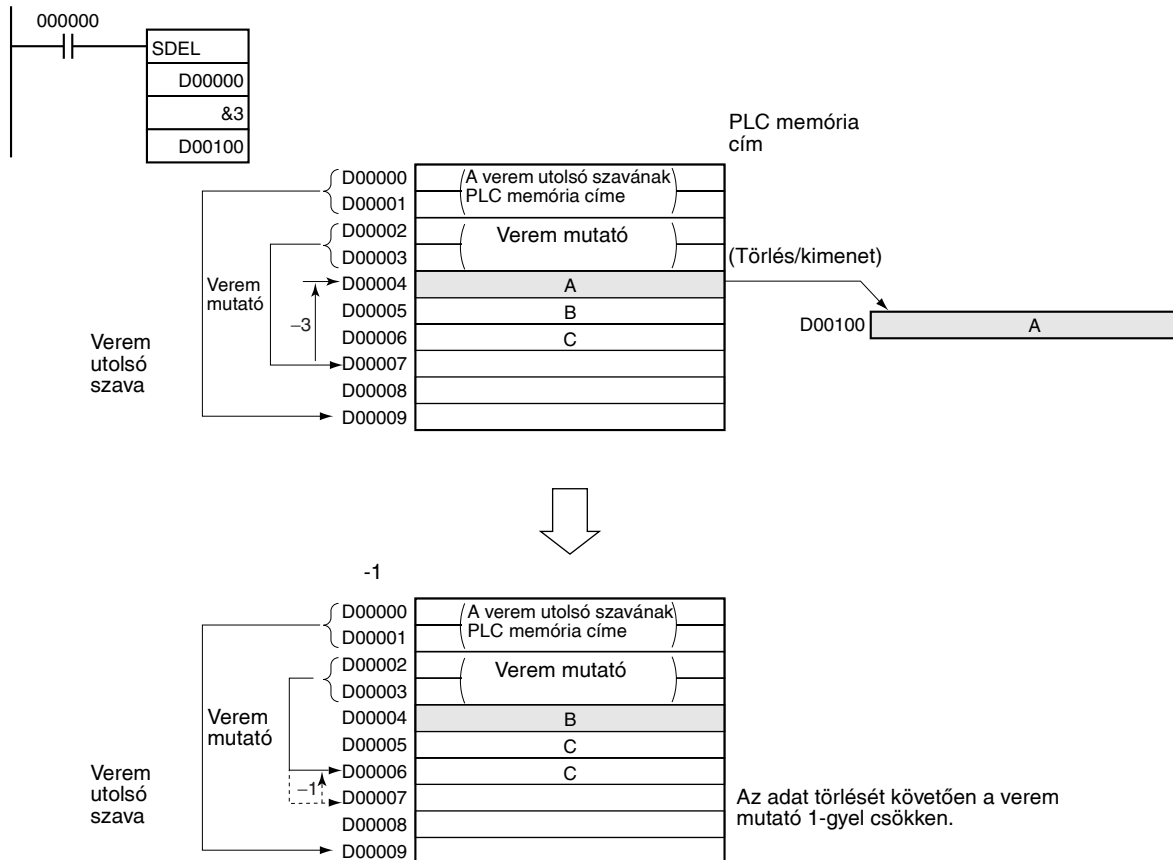 000000
SDEL
D00000
&3
D00100
PLC memória
cím
D00000
D00001
D00002
D00003
D00004
D00005
D00006
D00007
D00008
D00009
A verem utolsó szavának
PLC memória címe
Verem mutató
A
B
C
Verem
mutató
–3
Verem
utolsó
szava
(Törlés/kimenet)
D00100
A
-1
D00000
D00001
D00002
D00003
D00004
D00005
D00006
D00007
D00008
D00009
A verem utolsó szavának
PLC memória címe
Verem mutató
B
C
C
Verem
mutató
–1
Verem
utolsó
szava
Az adat törlését követően a verem
mutató 1-gyel csökken.